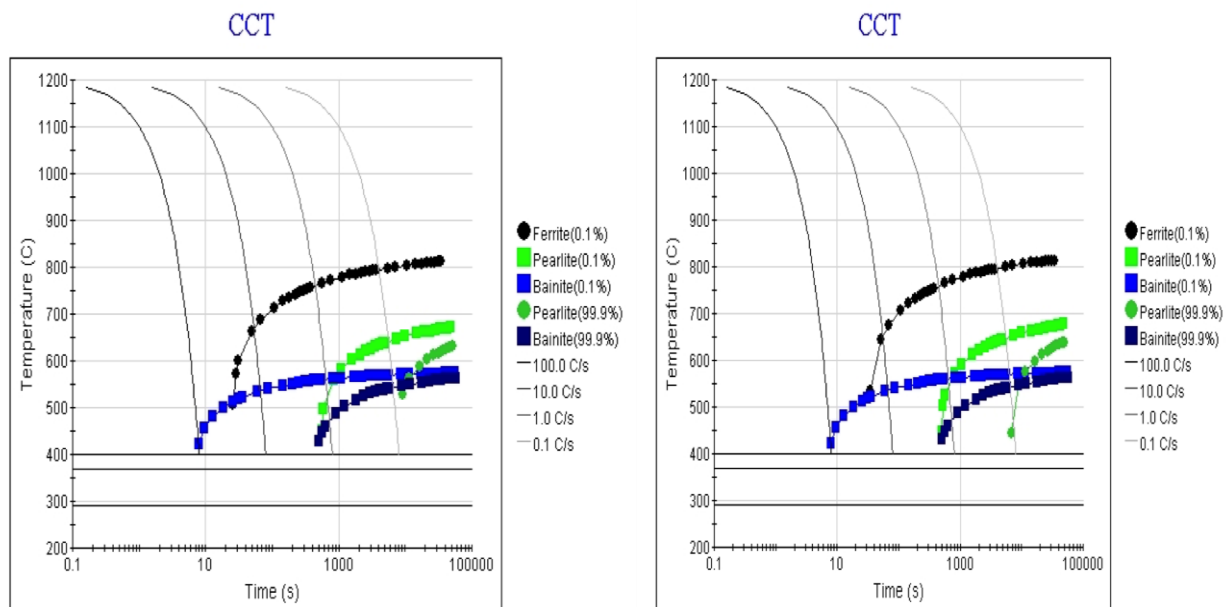 CCT
1200
1100
1000
900
800
700
600
500
400
300
200
Temperature (C)
0.1
10
1000
100000
Time (s)
Ferrite(0.1%)
Pearlite(0.1%)
Bainite(0.1%)
Pearlite(99.9%)
Bainite(99.9%)
100.0 C/s
10.0 C/s
1.0 C/s
0.1 C/s
CCT
1200
1100
1000
900
800
700
600
500
400
300
200
Temperature (C)
0.1
10
1000
100000
Time (s)
Ferrite(0.1%)
Pearlite(0.1%)
Bainite(0.1%)
Pearlite(99.9%)
Bainite(99.9%)
100.0 C/s
10.0 C/s
1.0 C/s
0.1 C/s